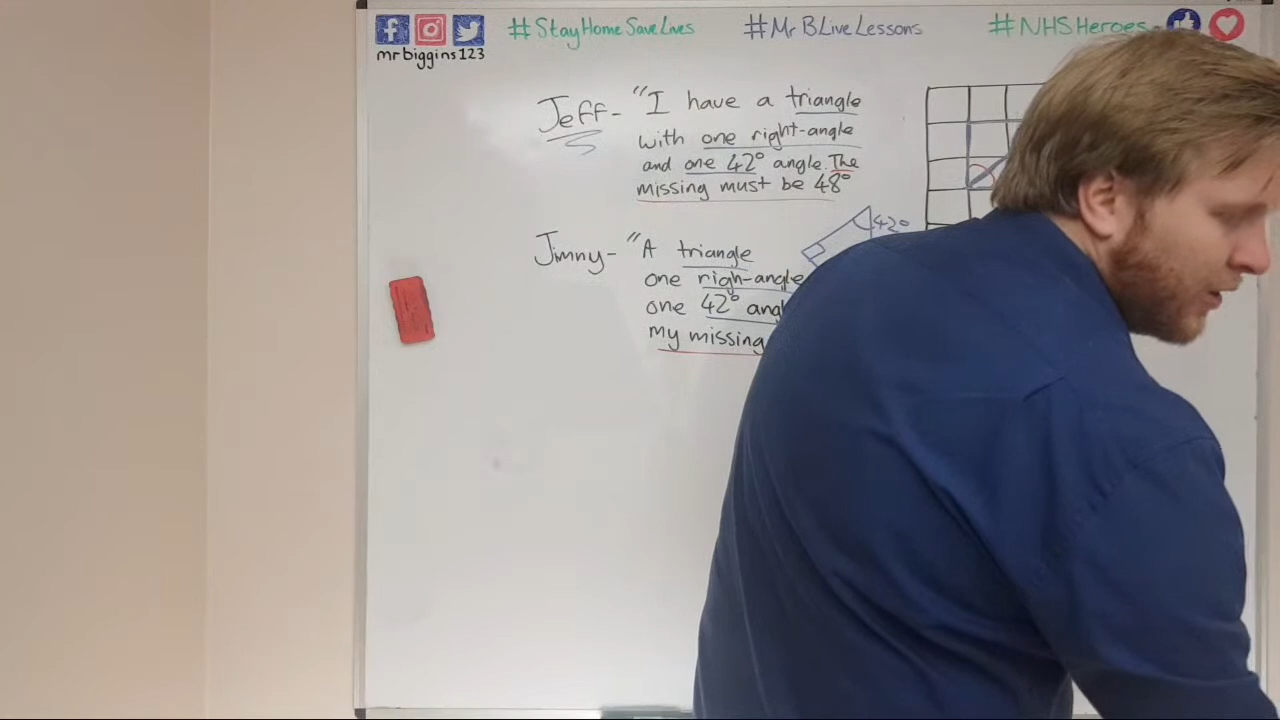 #StayHomeSaveLives
#MrBLiveLessons
#NHSHeroes-
mrbiggins123
Jeff- "I have a triangle
with one right-angle
and one 42° angle. The
missing must be 48°
42°
Jimmy- "A triangle
one righ-angle
one 42° ang
my missing